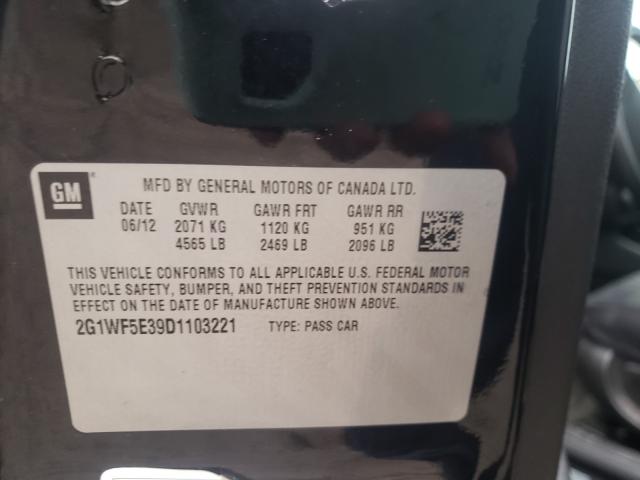 GM
MFD BY GENERAL MOTORS OF CANADA LTD.
DATE GVWR GAWR FRT GAWR RR
06/12 2071 KG 1120 KG 951 KG
4565 LB 2469 LB 2096 LB
THIS VEHICLE CONFORMS TO ALL APPLICABLE U.S. FEDERAL MOTOR
VEHICLE SAFETY, BUMPER, AND THEFT PREVENTION STANDARDS IN
EFFECT ON THE DATE OF MANUFACTURE SHOWN ABOVE.
2G1WF5E39D1103221 TYPE: PASS CAR